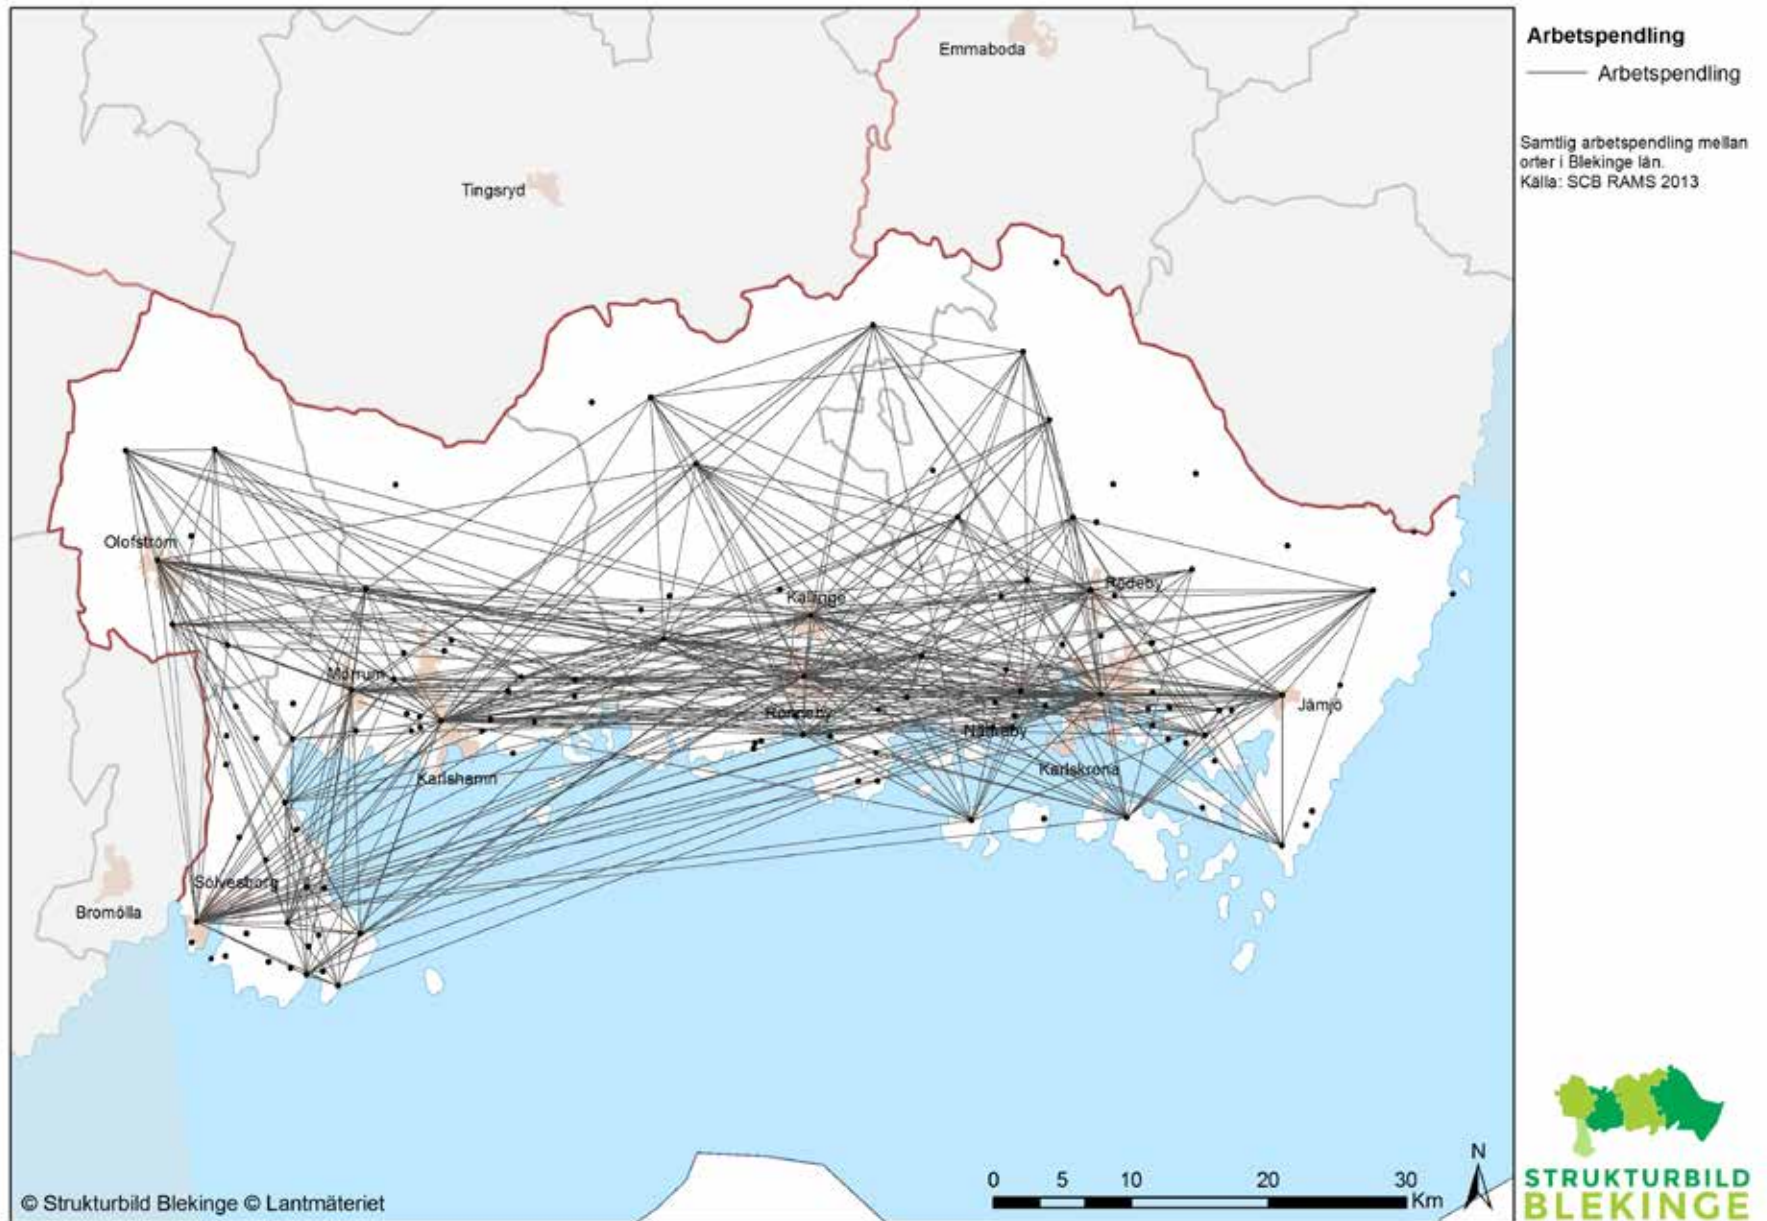 Emmaboda
Tingsryd
Olofström
Kallinge
Rödeby
Mörrum
Ronneby
Nättraby
Jämjö
Karlshamn
Karlskrona
Sölvesborg
Bromölla
Arbetspendling
Arbetspendling
Samtlig arbetspendling mellan
orter i Blekinge län.
Källa: SCB RAMS 2013
© Strukturbild Blekinge © Lantmäteriet
0 5 10 20 30
Km
N
STRUKTURBILD
BLEKINGE